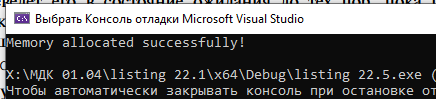 Выбрать Консоль отладки Microsoft Visual Studio
Memory allocated successfully!
X:\МДК 01.04\listing 22.1\x64\Debug\listing 22.5.exe (
Чтобы автоматически закрывать консоль при остановке от